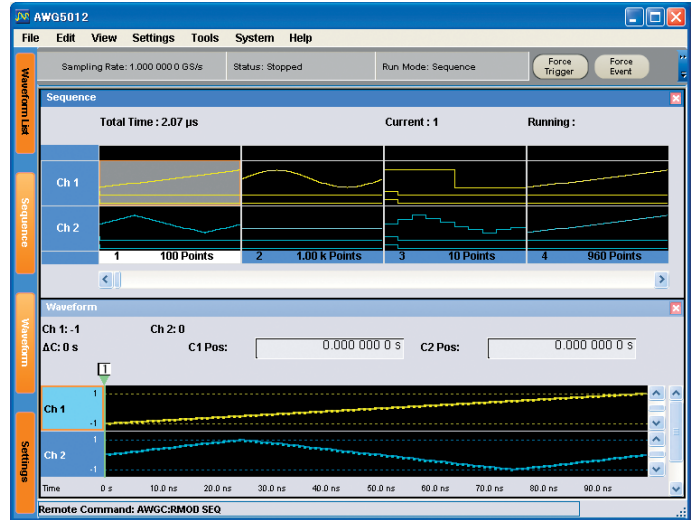 AWG5012
File Edit View Settings Tools System Help
Sampling Rate: 1.000 000 0 GS/s Status: Stopped Run Mode: Sequence Force Trigger Force Event
Waveform List
Sequence
Waveform
Settings
Sequence
Total Time : 2.07 µs Current : 1 Running :
Ch 1
Ch 2
1 100 Points 2 1.00 k Points 3 10 Points 4 960 Points
Waveform
Ch 1: -1 Ch 2: 0
ΔC: 0 s C1 Pos: 0.000 000 0 s C2 Pos: 0.000 000 0 s
1
1
Ch 1
-1
1
Ch 2
-1
Time 0 s 10.0 ns 20.0 ns 30.0 ns 40.0 ns 50.0 ns 60.0 ns 70.0 ns 80.0 ns 90.0 ns
Remote Command: AWGC:RMOD SEQ